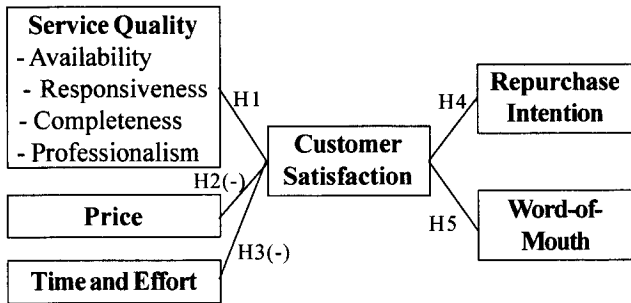 Service Quality
- Availability
- Responsiveness
- Completeness
- Professionalism
H1
H2(-)
Price
H3(-)
Time and Effort
Customer
Satisfaction
H4
Repurchase
Intention
H5
Word-of-
Mouth